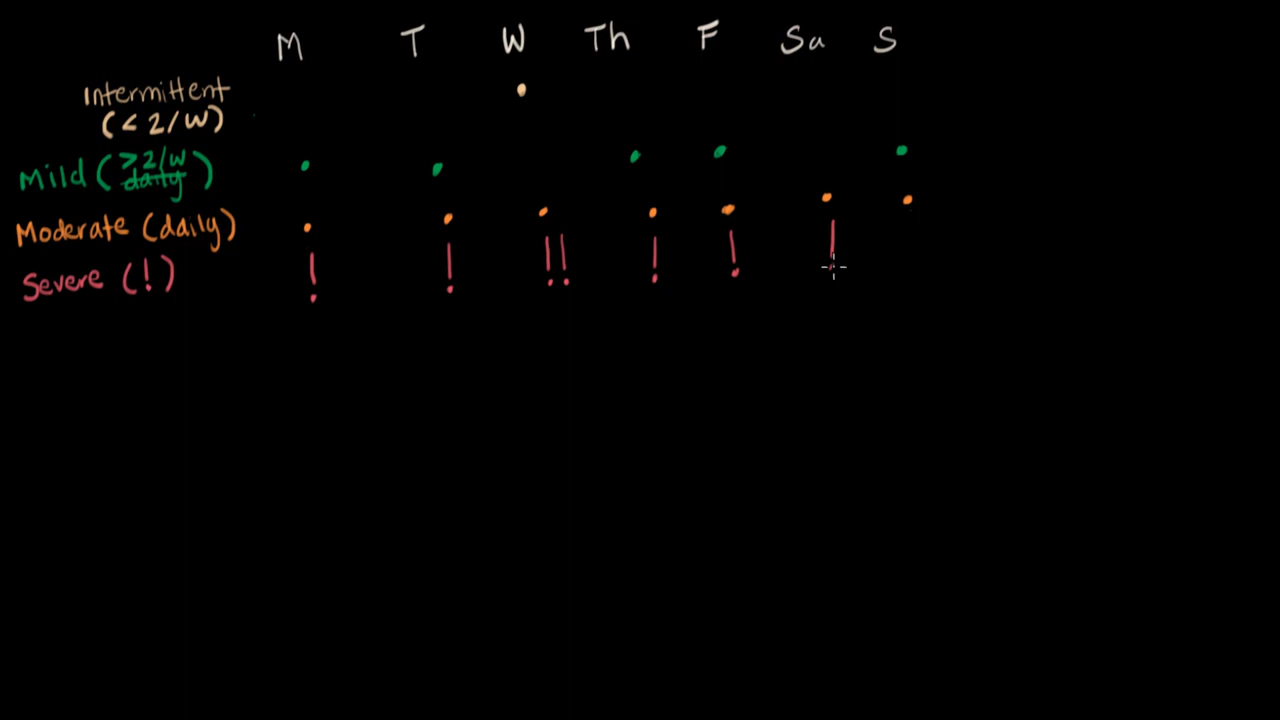 M T W Th F Sa S
Intermittent
(< 2/W)
Mild (>2/W
daily)
Moderate (daily)
Severe (!)
! ! !! ! ! !